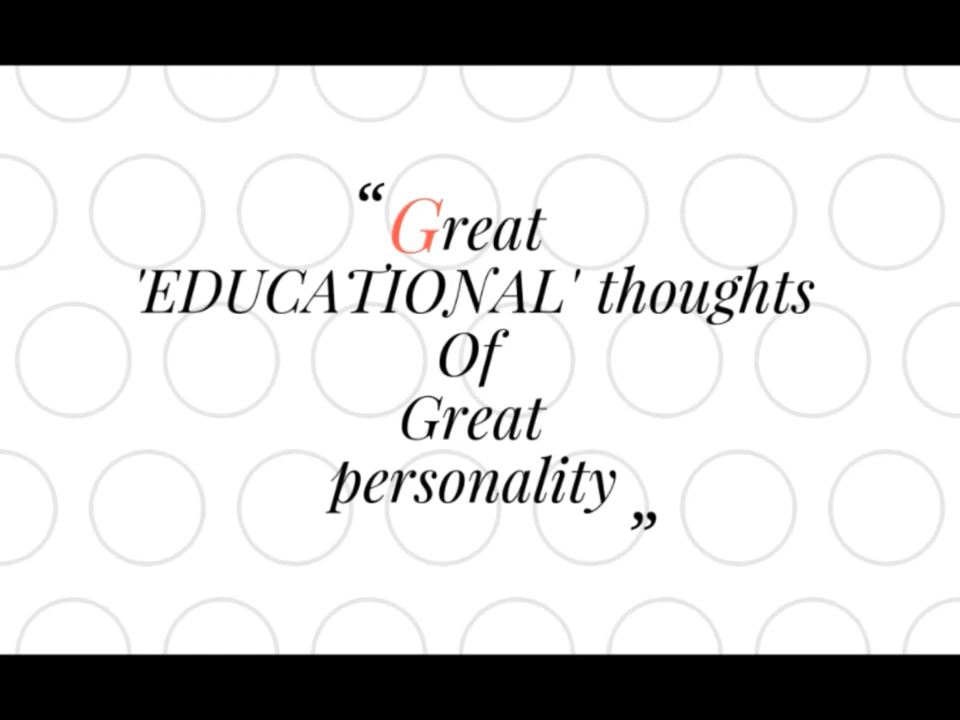 “Great
'EDUCATIONAL' thoughts
Of
Great
personality”